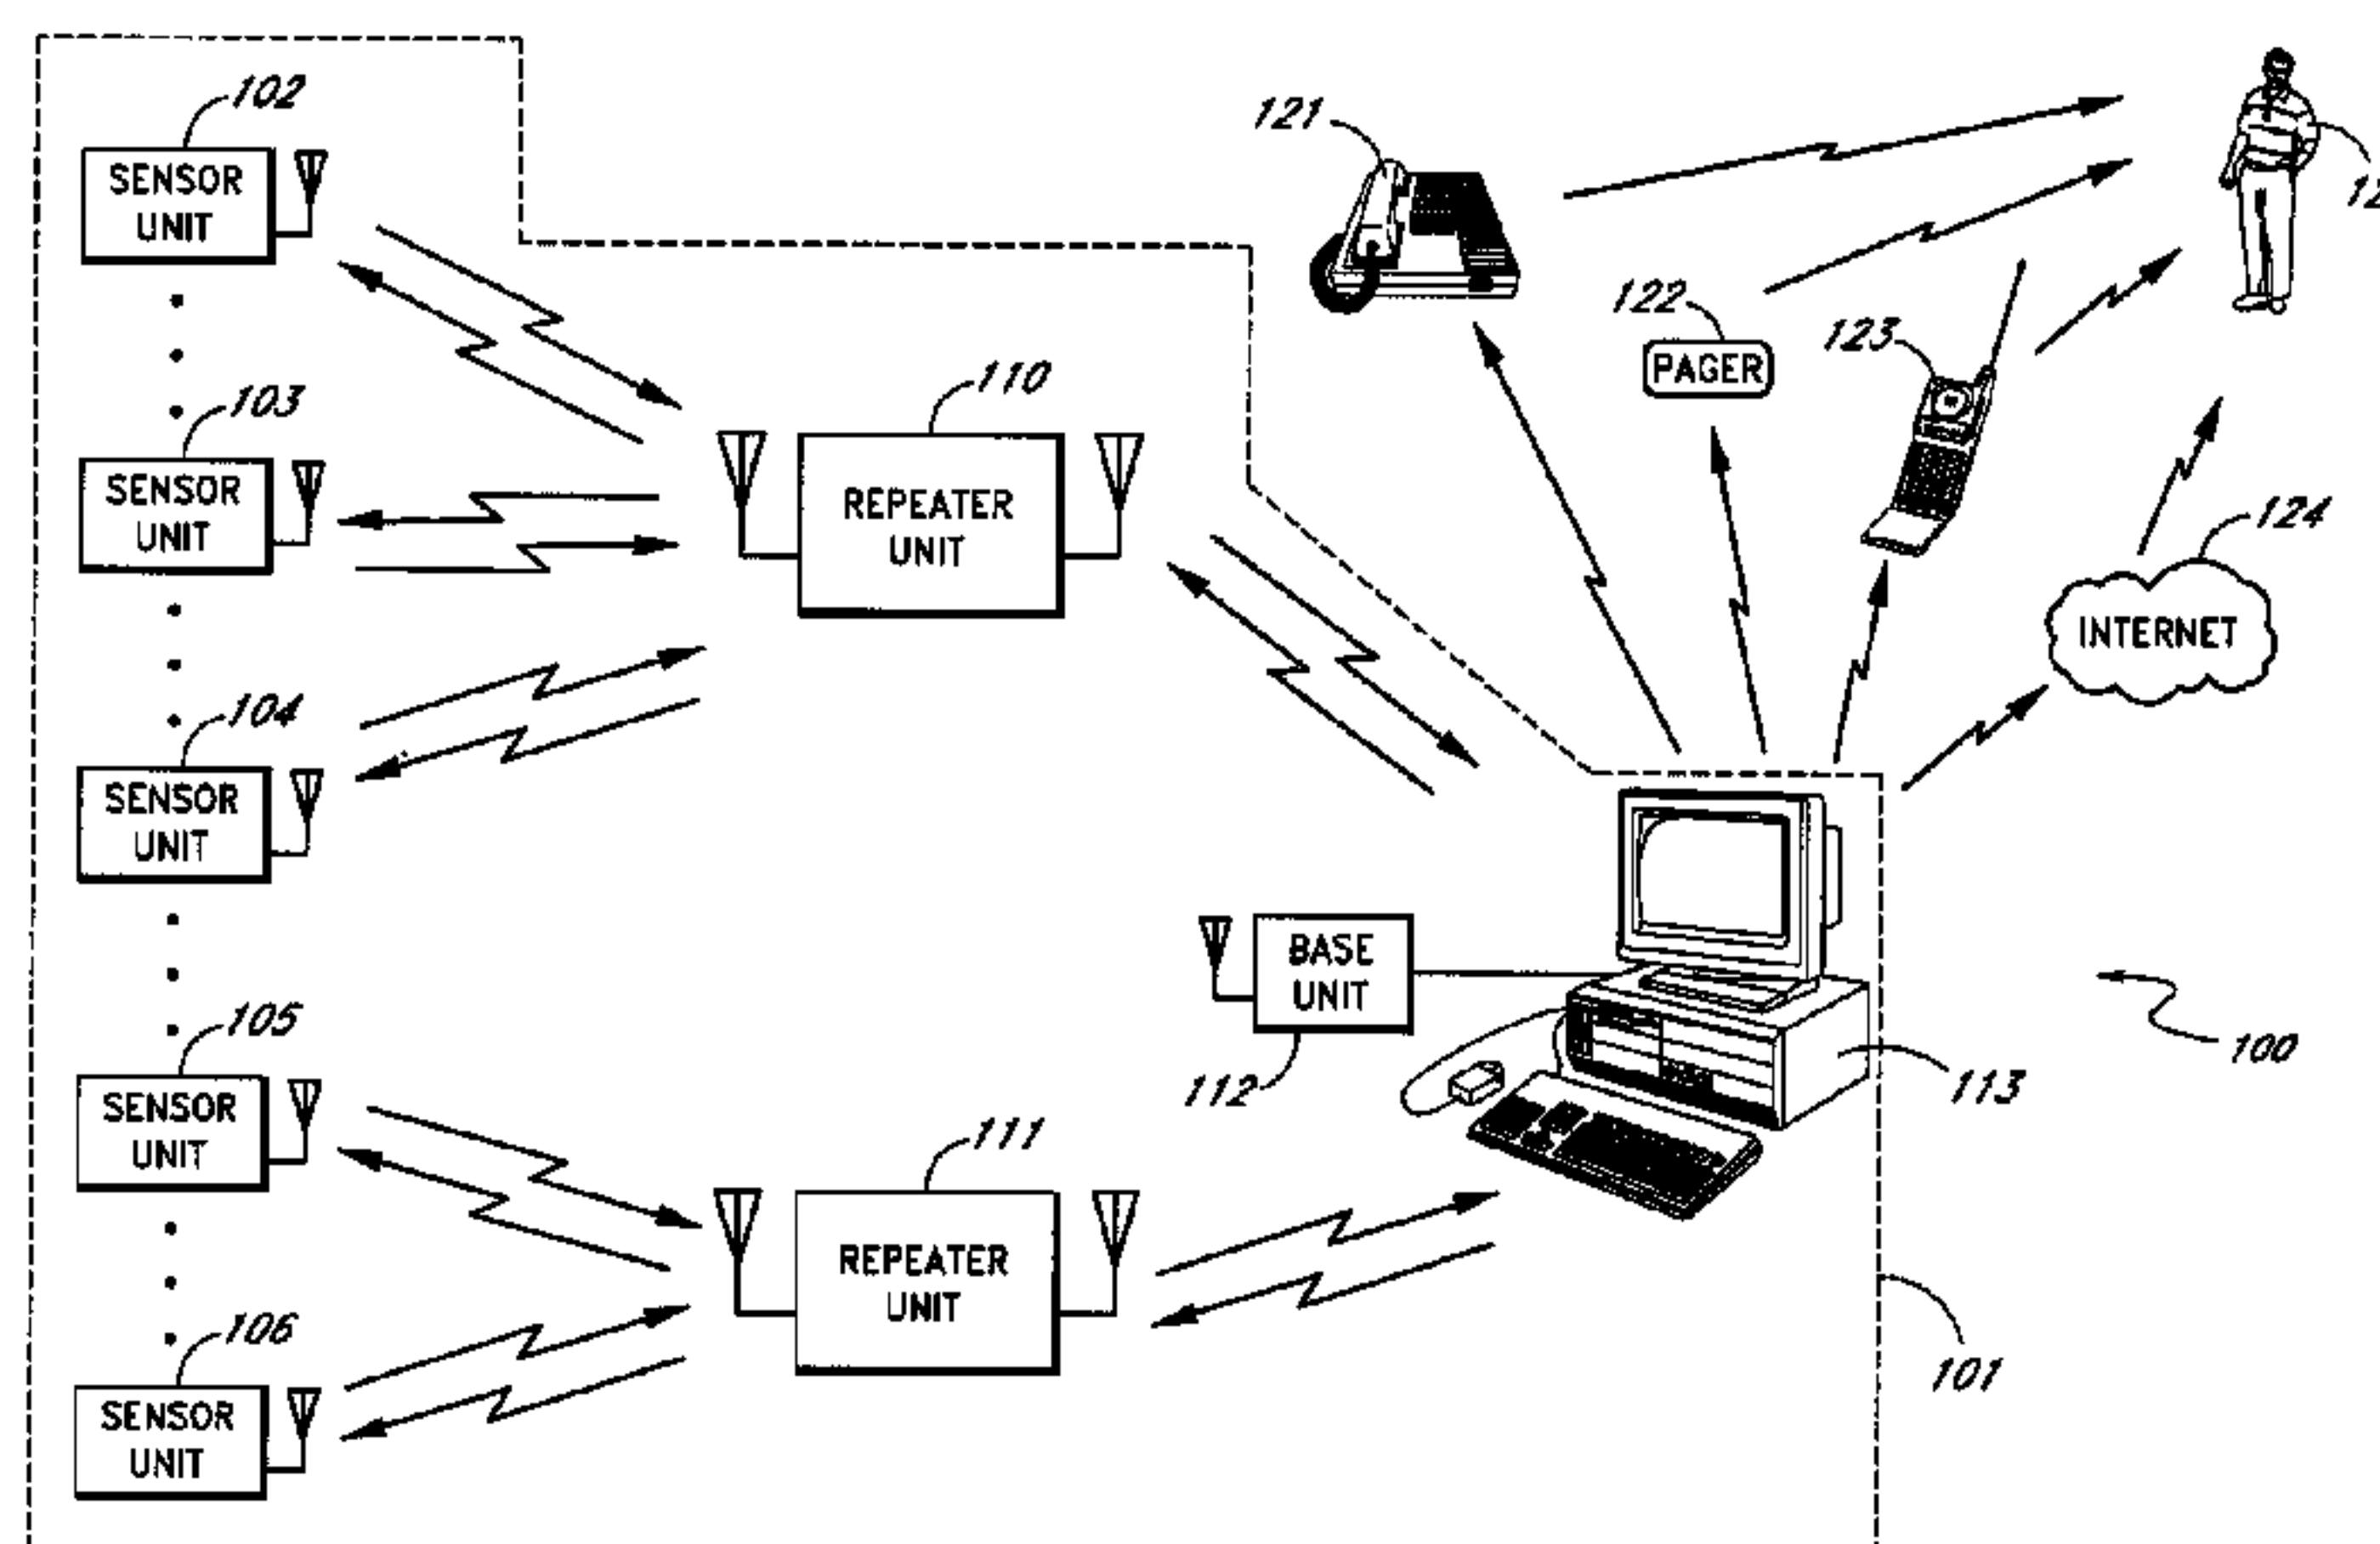 102
SENSOR
UNIT
121
122
PAGER
123
103
SENSOR
UNIT
110
REPEATER
UNIT
124
INTERNET
104
SENSOR
UNIT
BASE
UNIT
112
113
100
105
SENSOR
UNIT
111
REPEATER
UNIT
101
106
SENSOR
UNIT